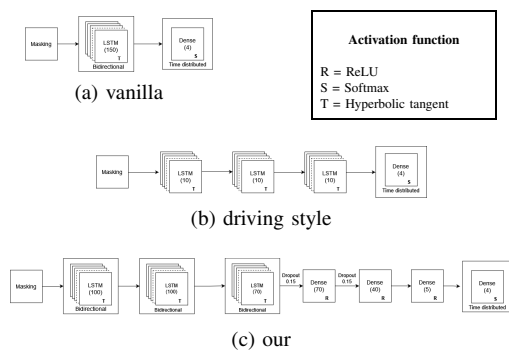 Masking
LSTM
(150)
T
Bidirectional
Dense
(4)
S
Time distributed
(a) vanilla
Activation function
R = ReLU
S = Softmax
T = Hyperbolic tangent
Masking
LSTM
(10)
T
LSTM
(10)
T
LSTM
(10)
T
Dense
(4)
S
Time distributed
(b) driving style
Masking
LSTM
(100)
T
Bidirectional
LSTM
(100)
T
Bidirectional
LSTM
(70)
T
Bidirectional
Dropout
0.15
Dense
(70)
R
Dropout
0.15
Dense
(40)
R
Dense
(5)
R
Dense
(4)
S
Time distributed
(c) our